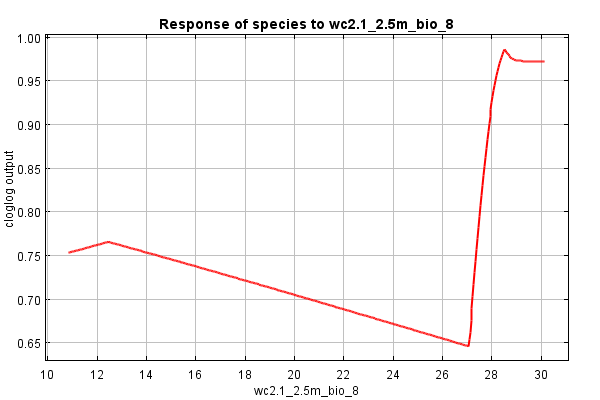 Response of species to wc2.1_2.5m_bio_8
cloglog output
1.00
0.95
0.90
0.85
0.80
0.75
0.70
0.65
10 12 14 16 18 20 22 24 26 28 30
wc2.1_2.5m_bio_8